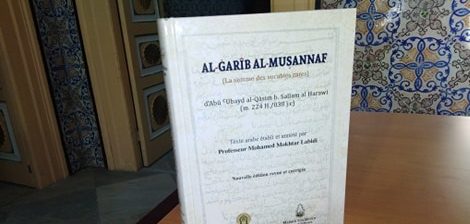 AL-GARĪB AL-MUṢANNAF
(La somme des vocables rares)
d'Abū ʿUbayd al-Qāsim b. Sallām al Harawī
(m. 224 H./838 J-c)
Texte arabe établi et annoté par
Professeur Mohamed Mokhtar Labidi
Nouvelle édition revue et corrigée